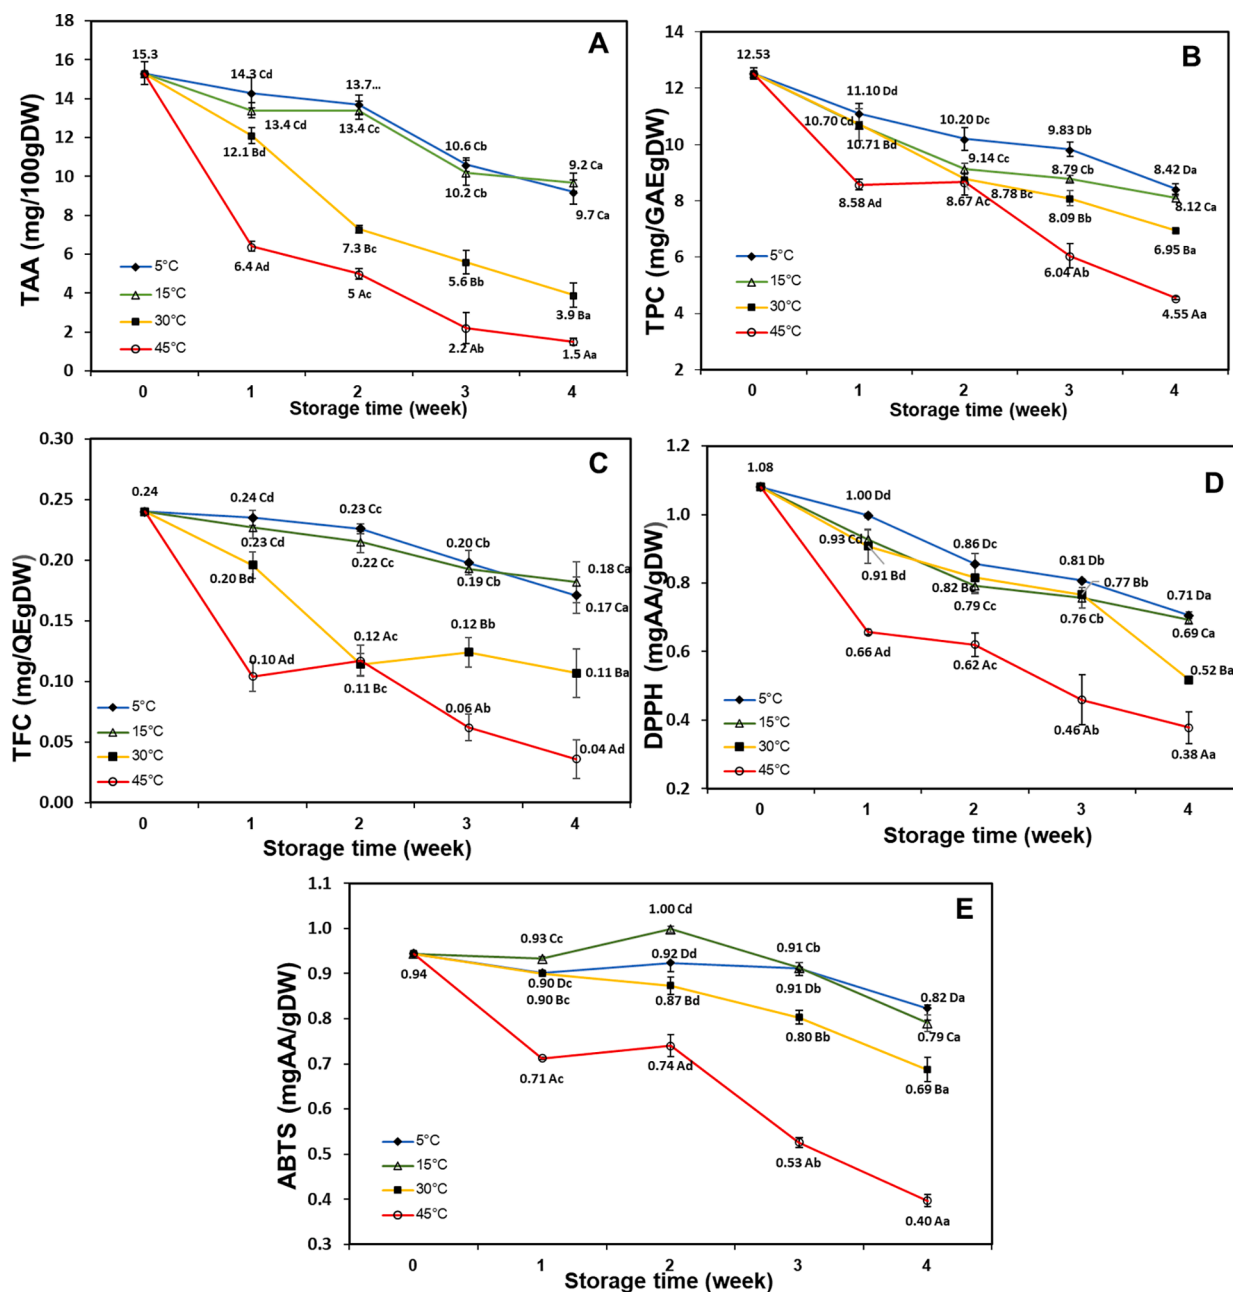 A
TAA (mg/100gDW)
18
16
14
12
10
8
6
4
2
0
15.3
14.3 Cd
13.7...
13.4 Cd
13.4 Cc
12.1 Bd
10.6 Cb
10.2 Cb
9.2 Ca
9.7 Ca
7.3 Bc
6.4 Ad
5 Ac
5.6 Bb
3.9 Ba
2.2 Ab
1.5 Aa
5°C
15°C
30°C
45°C
0 1 2 3 4
Storage time (week)
B
TPC (mg/GAEgDW)
14
12
10
8
6
4
2
12.53
11.10 Dd
10.20 Dc
9.83 Db
10.70 Cd
10.71 Bd
9.14 Cc
8.79 Cb
8.42 Da
8.12 Ca
8.58 Ad
8.67 Ac
8.78 Bc
8.09 Bb
6.95 Ba
6.04 Ab
4.55 Aa
5°C
15°C
30°C
45°C
0 1 2 3 4
Storage time (week)
C
TFC (mg/QEgDW)
0.30
0.25
0.20
0.15
0.10
0.05
0.00
0.24
0.24 Cd
0.23 Cc
0.23 Cd
0.22 Cc
0.20 Cb
0.19 Cb
0.18 Ca
0.17 Ca
0.20 Bd
0.12 Ac
0.12 Bb
0.10 Ad
0.11 Bc
0.11 Ba
0.06 Ab
0.04 Ad
5°C
15°C
30°C
45°C
0 1 2 3 4
Storage time (week)
D
DPPH (mgAA/gDW)
1.2
1.0
0.8
0.6
0.4
0.2
1.08
1.00 Dd
0.93 Cd
0.91 Bd
0.86 Dc
0.82 Bc
0.79 Cc
0.81 Db
0.77 Bb
0.76 Cb
0.71 Da
0.69 Ca
0.66 Ad
0.62 Ac
0.52 Ba
0.46 Ab
0.38 Aa
5°C
15°C
30°C
45°C
0 1 2 3 4
Storage time (week)
E
ABTS (mgAA/gDW)
1.1
1.0
0.9
0.8
0.7
0.6
0.5
0.4
0.3
0.94
0.93 Cc
1.00 Cd
0.92 Dd
0.91 Cb
0.90 Dc
0.90 Bc
0.87 Bd
0.91 Db
0.80 Bb
0.82 Da
0.79 Ca
0.71 Ac
0.74 Ad
0.69 Ba
0.53 Ab
0.40 Aa
5°C
15°C
30°C
45°C
0 1 2 3 4
Storage time (week)